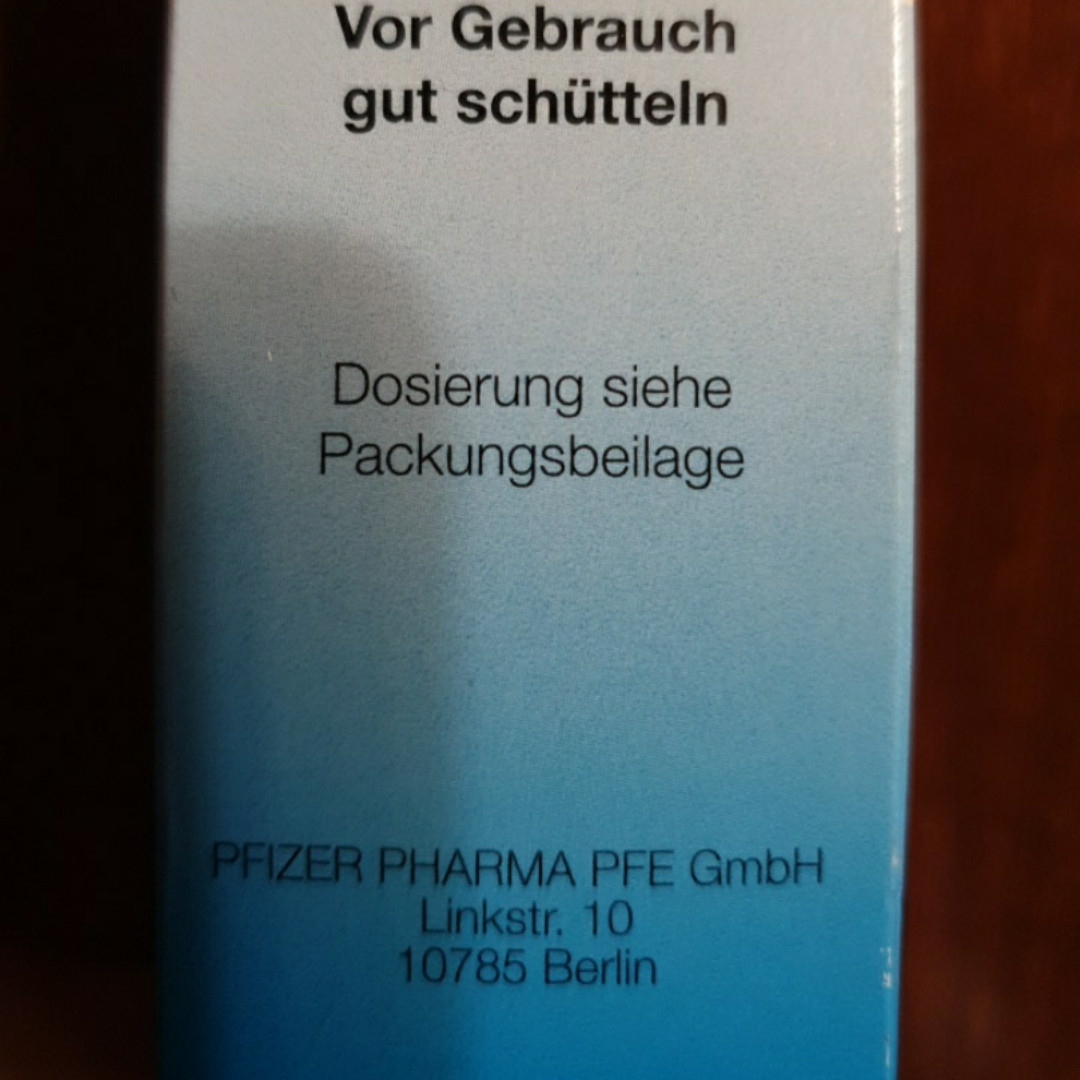 Vor Gebrauch
gut schütteln
Dosierung siehe
Packungsbeilage
PFIZER PHARMA PFE GmbH
Linkstr. 10
10785 Berlin